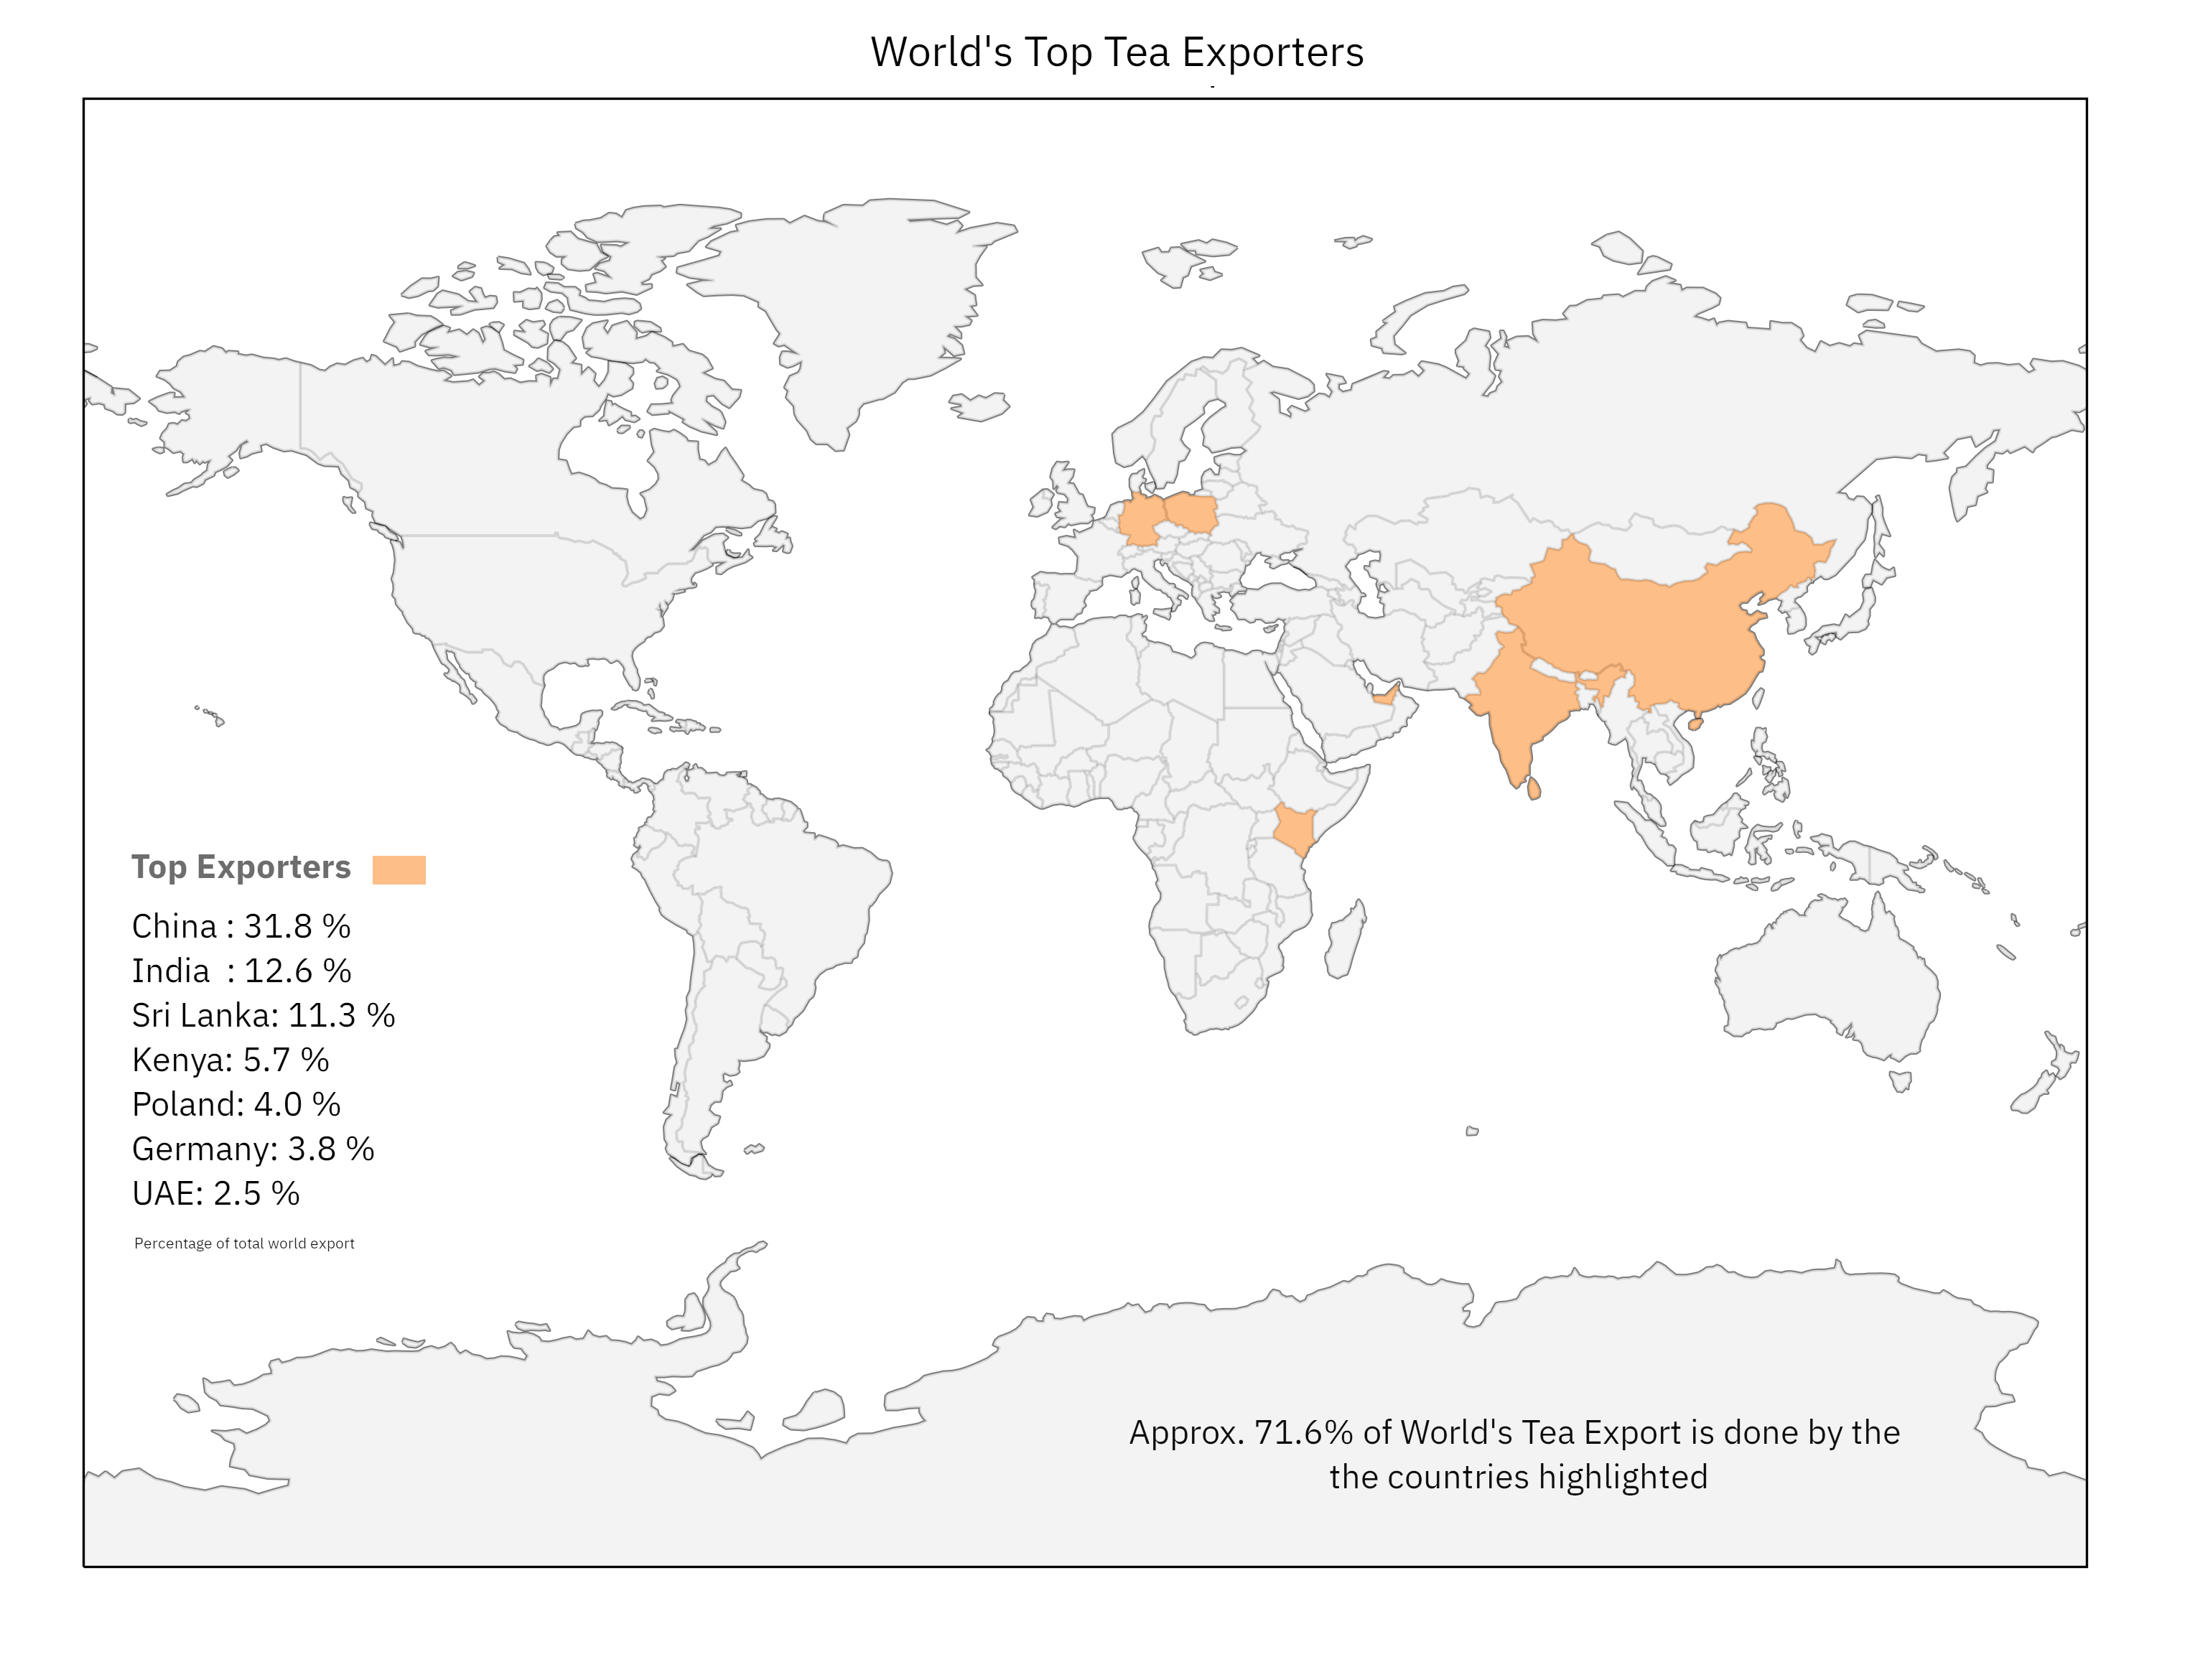 World's Top Tea Exporters
-
Top Exporters
China : 31.8 %
India : 12.6 %
Sri Lanka: 11.3 %
Kenya: 5.7 %
Poland: 4.0 %
Germany: 3.8 %
UAE: 2.5 %
Percentage of total world export
Approx. 71.6% of World's Tea Export is done by the
the countries highlighted